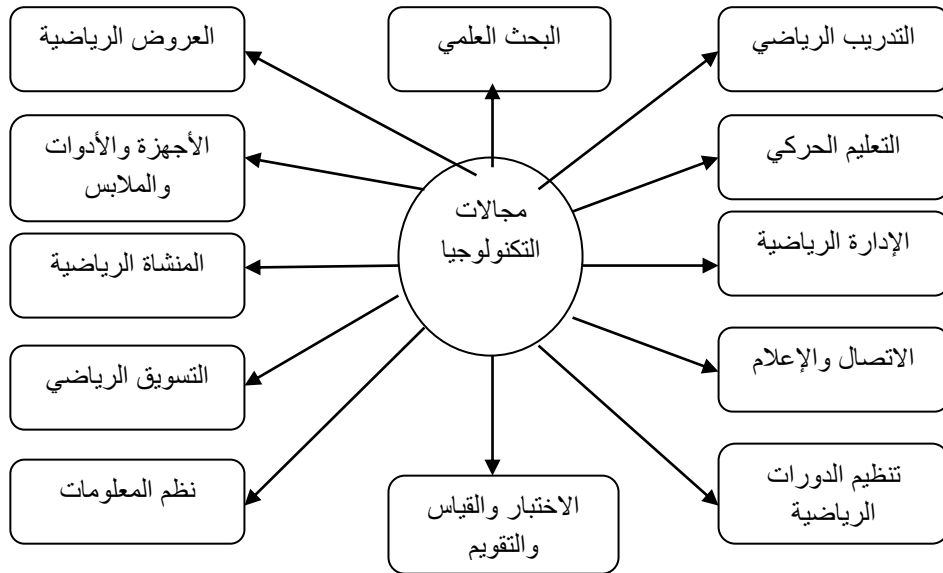 التدريب الرياضي
البحث العلمي
العروض الرياضية
التعليم الحركي
الأجهزة والأدوات
والملابس
مجالات
التكنولوجيا
الإدارة الرياضية
المنشاة الرياضية
الاتصال والإعلام
التسويق الرياضي
تنظيم الدورات
الرياضية
الاختبار والقياس
والتقويم
نظم المعلومات